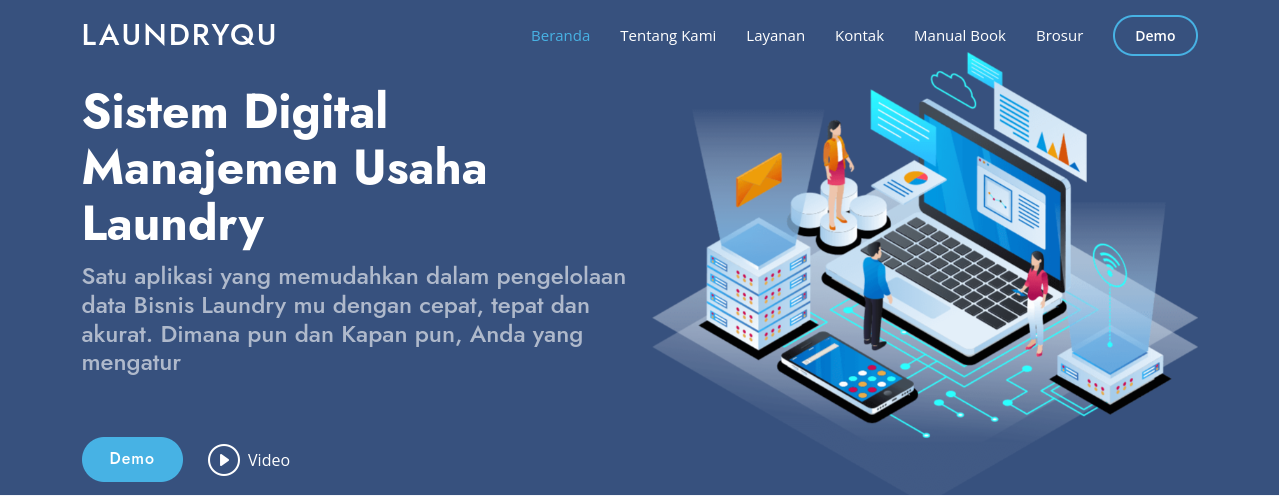 LAUNDRYQU
Beranda Tentang Kami Layanan Kontak Manual Book Brosur Demo
Sistem Digital
Manajemen Usaha
Laundry
Satu aplikasi yang memudahkan dalam pengelolaan
data Bisnis Laundry mu dengan cepat, tepat dan
akurat. Dimana pun dan Kapan pun, Anda yang
mengatur
Demo Video